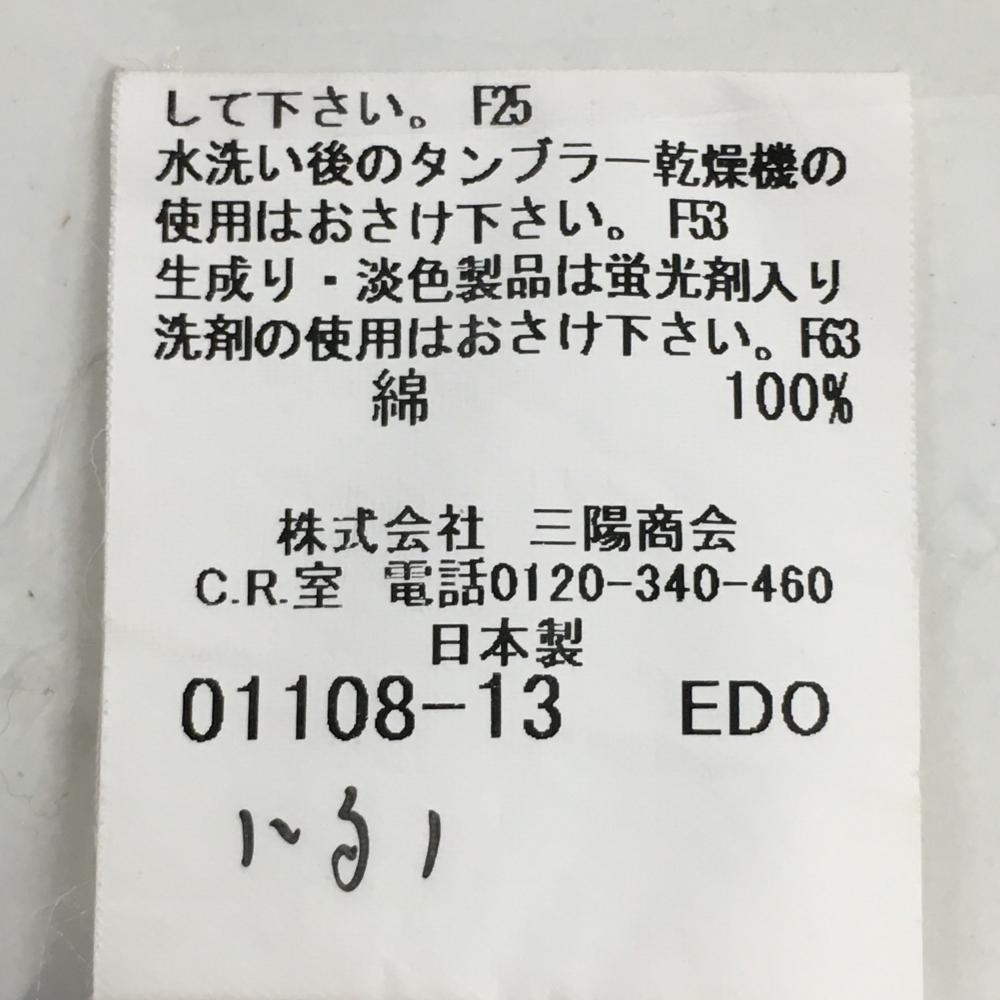 して下さい。 F25
水洗い後のタンブラー乾燥機の
使用はおさけ下さい。 F53
生成り・淡色製品は蛍光剤入り
洗剤の使用はおさけ下さい。F63
綿 100%
株式会社 三陽商会
C.R.室 電話0120-340-460
日本製
01108-13 EDO